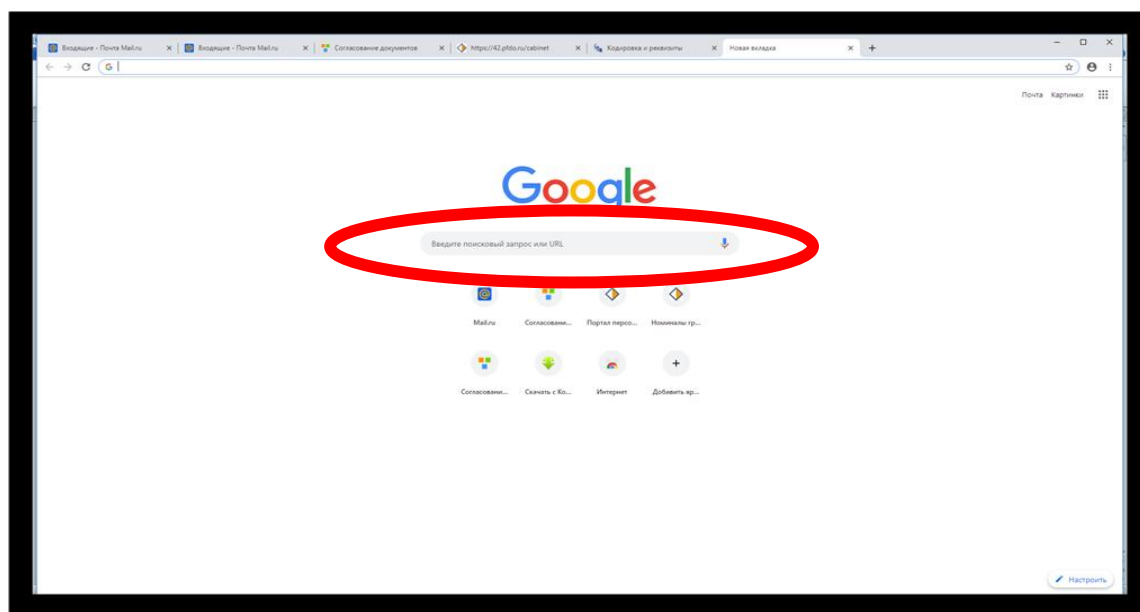 Входящие - Почта Mail.ru
Входящие - Почта Mail.ru
Согласование документов
https://42.pfdo.ru/cabinet
Кодировка и реквизиты
Новая вкладка
Почта Картинки
Google
Введите поисковый запрос или URL
Mail.ru
Согласовани...
Портал персо...
Номиналы гр...
Согласовани...
Скачать с Ко...
Интернет
Добавить яр...
Настроить